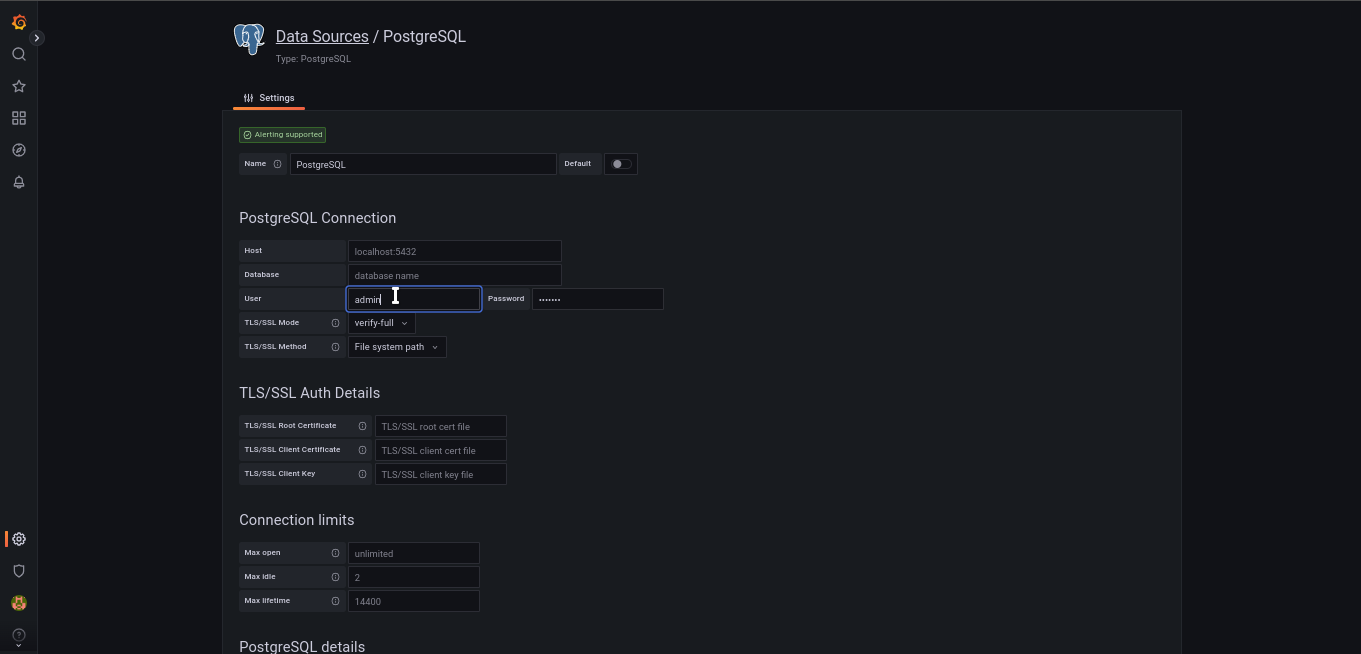 Data Sources / PostgreSQL
Type: PostgreSQL
Settings
Alerting supported
Name PostgreSQL Default
PostgreSQL Connection
Host localhost:5432
Database database name
User admin Password •••••••
TLS/SSL Mode verify-full
TLS/SSL Method File system path
TLS/SSL Auth Details
TLS/SSL Root Certificate TLS/SSL root cert file
TLS/SSL Client Certificate TLS/SSL client cert file
TLS/SSL Client Key TLS/SSL client key file
Connection limits
Max open unlimited
Max idle 2
Max lifetime 14400
PostgreSQL details